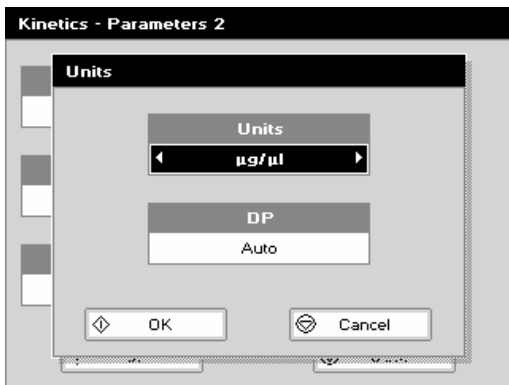 Kinetics - Parameters 2
Units
Units
µg/µl
DP
Auto
OK
Cancel